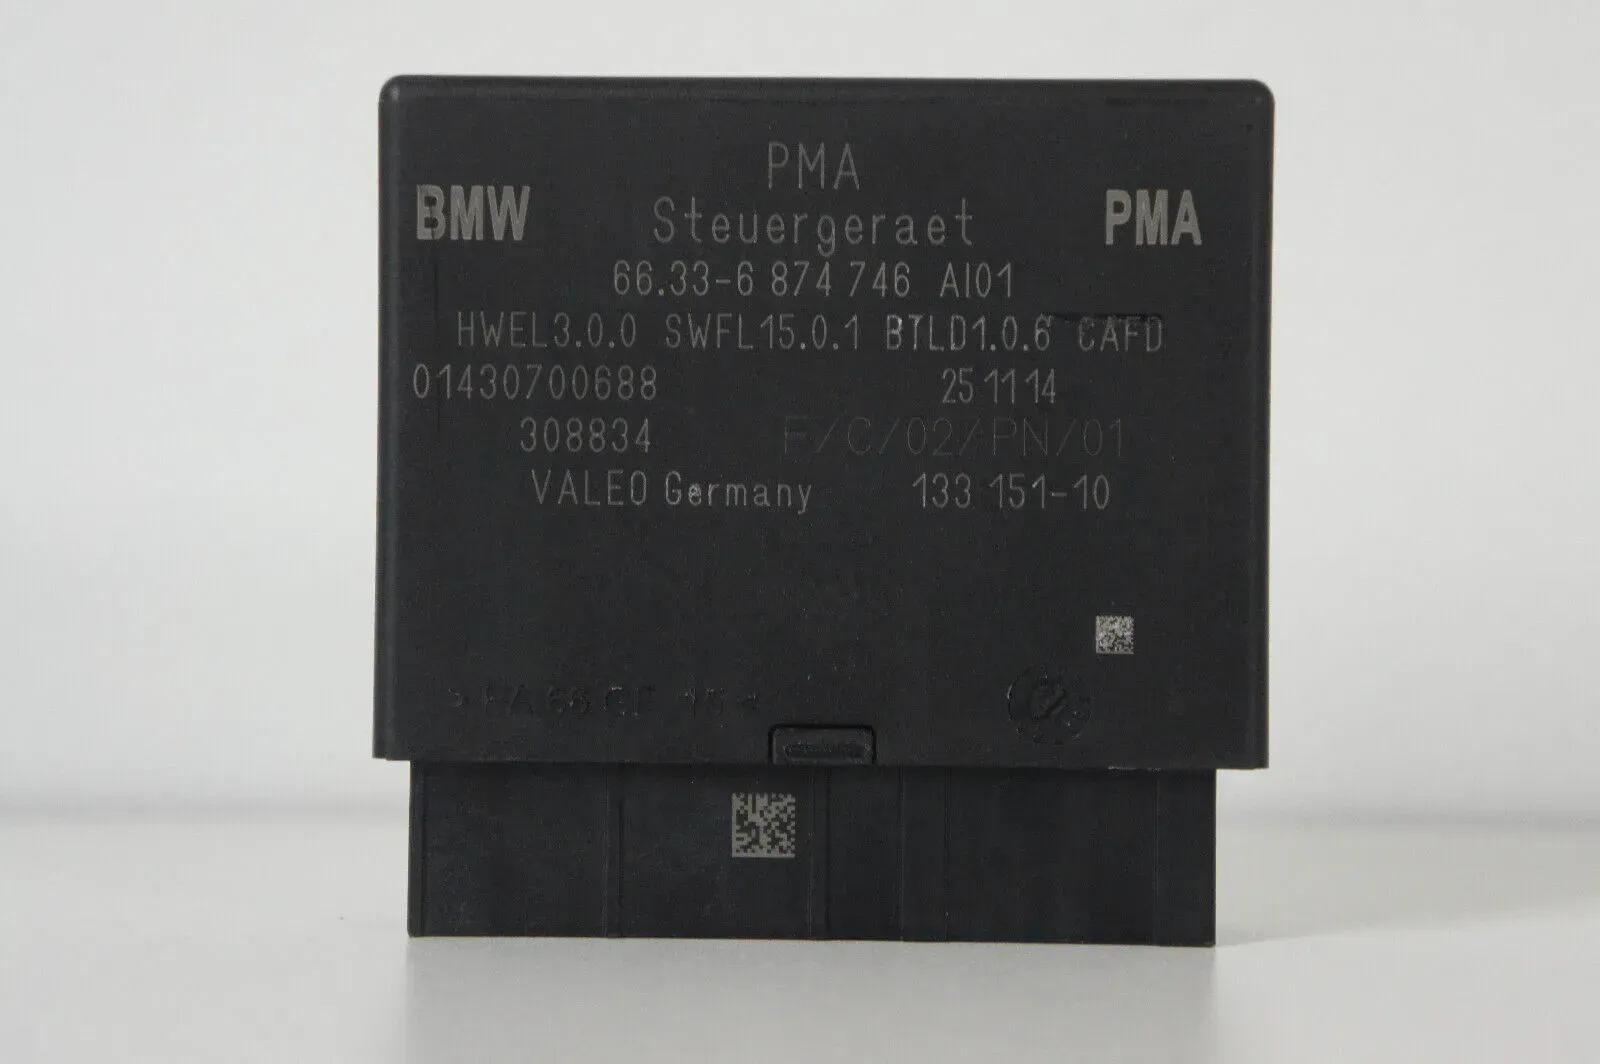 PMA
BMW Steuergeraet PMA
66.33-6 874 746 AI01
HWEL3.0.0 SWFL15.0.1 BTLD1.0.6 CAFD
01430700688 25 11 14
308834 F/C/02/PN/01
VALEO Germany 133 151-10